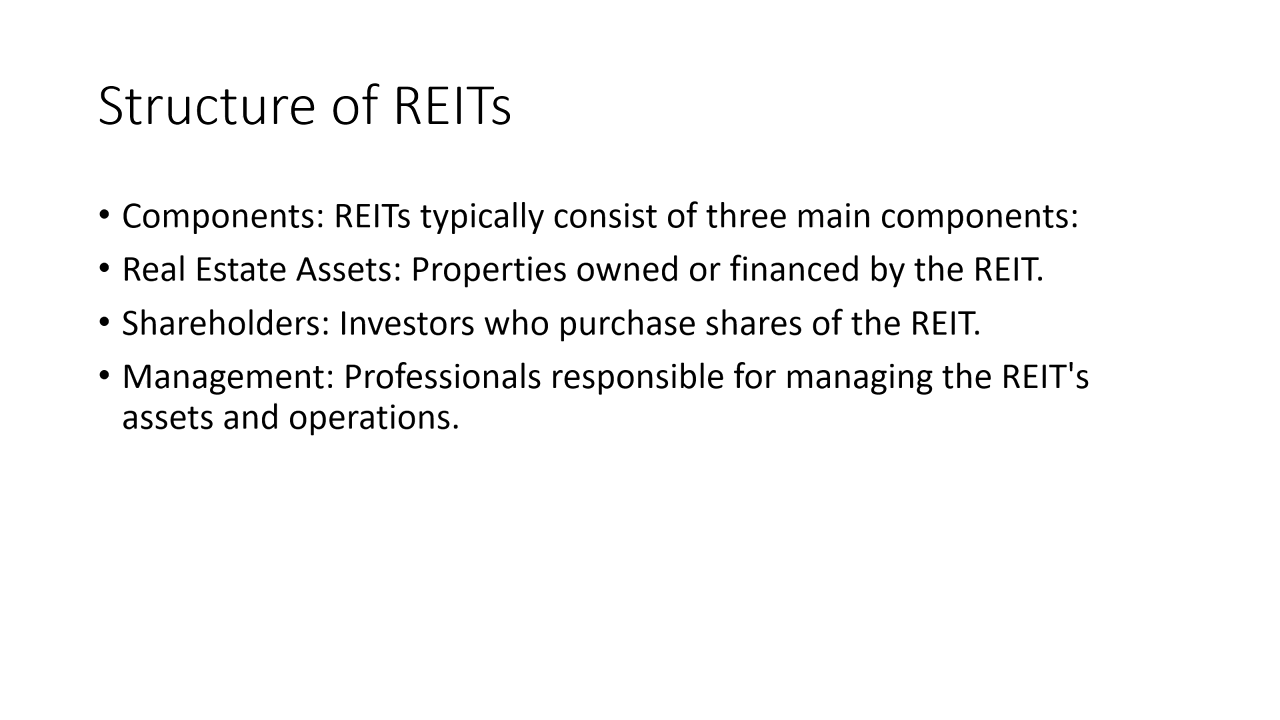 Structure of REITs
• Components: REITs typically consist of three main components:
• Real Estate Assets: Properties owned or financed by the REIT.
• Shareholders: Investors who purchase shares of the REIT.
• Management: Professionals responsible for managing the REIT's
assets and operations.